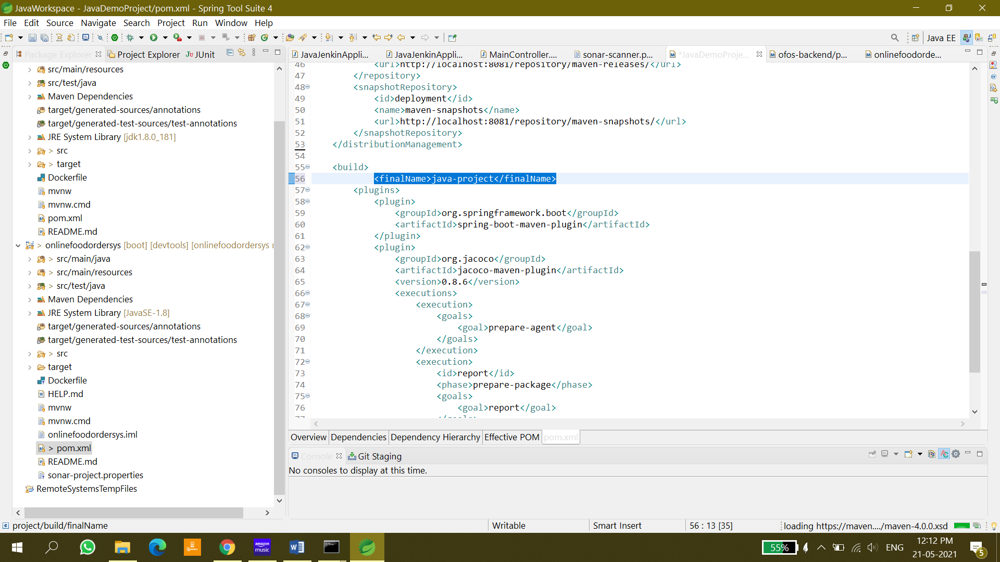 JavaWorkspace - JavaDemoProject/pom.xml - Spring Tool Suite 4
File Edit Source Navigate Search Project Run Window Help
Java EE
Package Explorer Project Explorer JUnit
JavaJenkinAppli... JavaJenkinAppli... MainController.... sonar-scanner.p... *JavaDemoProje... ofos-backend/p... onlinefoodorde...
src/main/resources
src/test/java
Maven Dependencies
target/generated-sources/annotations
target/generated-test-sources/test-annotations
JRE System Library [jdk1.8.0_181]
> src
> target
Dockerfile
mvnw
mvnw.cmd
pom.xml
README.md
> onlinefoodordersys [boot] [devtools] [onlinefoodordersys
> src/main/java
> src/main/resources
> src/test/java
Maven Dependencies
JRE System Library [JavaSE-1.8]
target/generated-sources/annotations
target/generated-test-sources/test-annotations
> src
target
Dockerfile
HELP.md
mvnw
mvnw.cmd
onlinefoodordersys.iml
> pom.xml
README.md
sonar-project.properties
RemoteSystemsTempFiles
46 <url>http://localhost:8081/repository/maven-releases/</url>
47 </repository>
48 <snapshotRepository>
49 <id>deployment</id>
50 <name>maven-snapshots</name>
51 <url>http://localhost:8081/repository/maven-snapshots/</url>
52 </snapshotRepository>
53 </distributionManagement>
54
55 <build>
56 <finalName>java-project</finalName>
57 <plugins>
58 <plugin>
59 <groupId>org.springframework.boot</groupId>
60 <artifactId>spring-boot-maven-plugin</artifactId>
61 </plugin>
62 <plugin>
63 <groupId>org.jacoco</groupId>
64 <artifactId>jacoco-maven-plugin</artifactId>
65 <version>0.8.6</version>
66 <executions>
67 <execution>
68 <goals>
69 <goal>prepare-agent</goal>
70 </goals>
71 </execution>
72 <execution>
73 <id>report</id>
74 <phase>prepare-package</phase>
75 <goals>
76 <goal>report</goal>
Overview Dependencies Dependency Hierarchy Effective POM pom.xml
Console Git Staging
No consoles to display at this time.
project/build/finalName Writable Smart Insert 56 : 13 [35] loading https://maven..../maven-4.0.0.xsd
amazon music
55% ENG 12:12 PM
21-05-2021 5